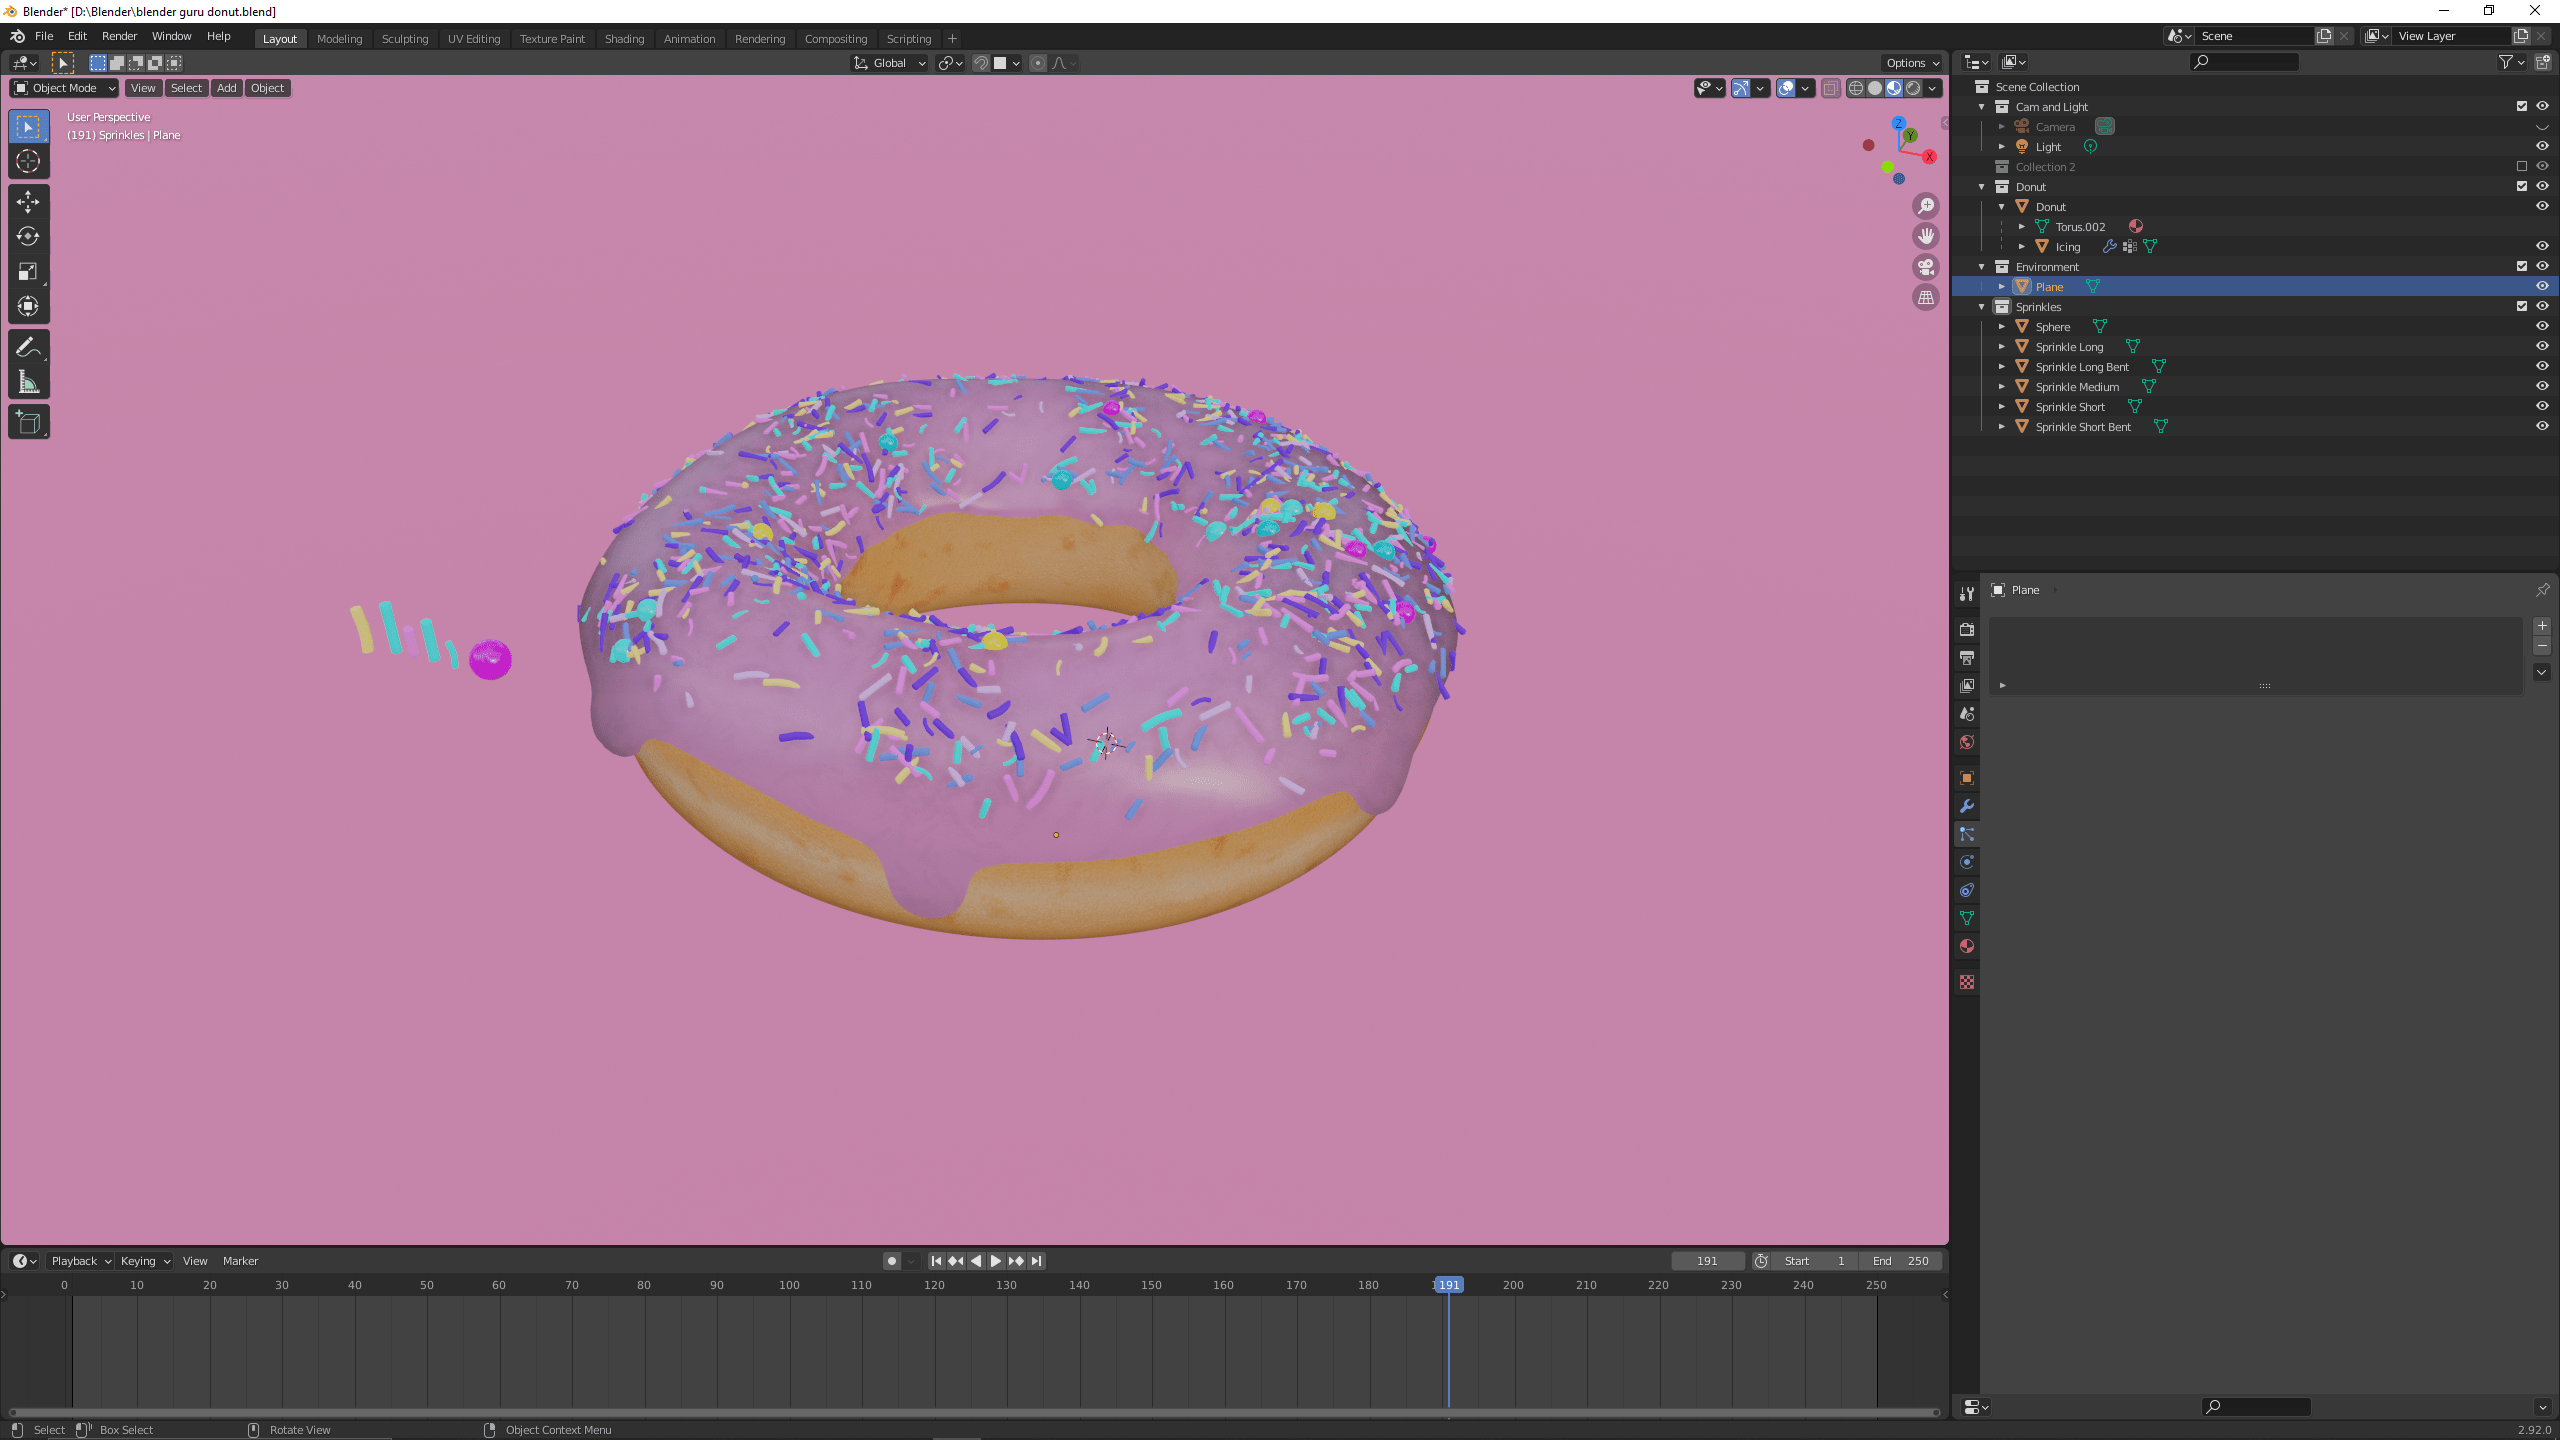 Blender* [D:\Blender\blender guru donut.blend]
File Edit Render Window Help Layout Modeling Sculpting UV Editing Texture Paint Shading Animation Rendering Compositing Scripting + Scene View Layer
Global Options
Object Mode View Select Add Object
User Perspective
(191) Sprinkles | Plane
Z
Y
X
Scene Collection
Cam and Light
Camera
Light
Collection 2
Donut
Donut
Torus.002
Icing
Environment
Plane
Sprinkles
Sphere
Sprinkle Long
Sprinkle Long Bent
Sprinkle Medium
Sprinkle Short
Sprinkle Short Bent
Plane
Playback Keying View Marker 191 Start 1 End 250
0 10 20 30 40 50 60 70 80 90 100 110 120 130 140 150 160 170 180 191 200 210 220 230 240 250
Select Box Select Rotate View Object Context Menu 2.92.0